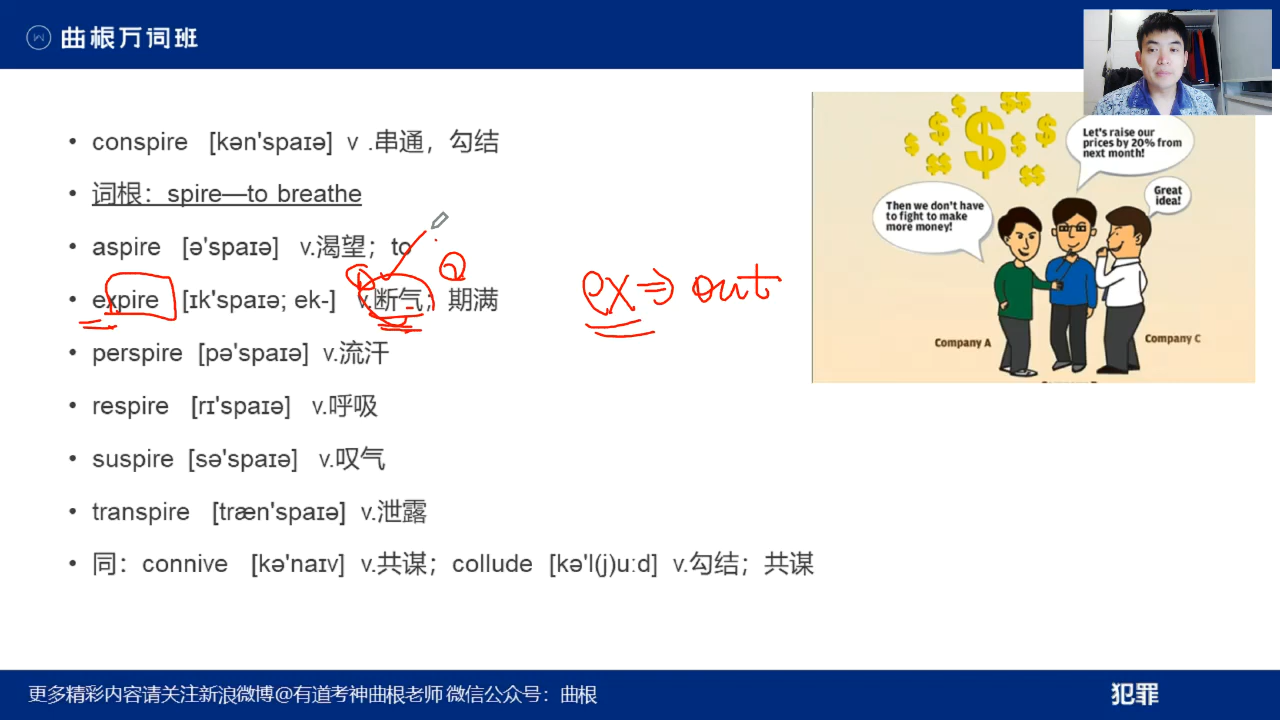 曲根万词班
conspire [kən'spaɪə] v .串通，勾结
词根：spire—to breathe
aspire [ə'spaɪə] v.渴望；to
expire [ɪk'spaɪə; ek-] v.断气；期满
① ②
ex ⇒ out
perspire [pə'spaɪə] v.流汗
respire [rɪ'spaɪə] v.呼吸
suspire [sə'spaɪə] v.叹气
transpire [træn'spaɪə] v.泄露
同：connive [kə'naɪv] v.共谋；collude [kə'l(j)uːd] v.勾结；共谋
Let's raise our
prices by 20% from
next month!
Great
idea!
Then we don't have
to fight to make
more money!
Company A
Company C
更多精彩内容请关注新浪微博@有道考神曲根老师 微信公众号：曲根
犯罪